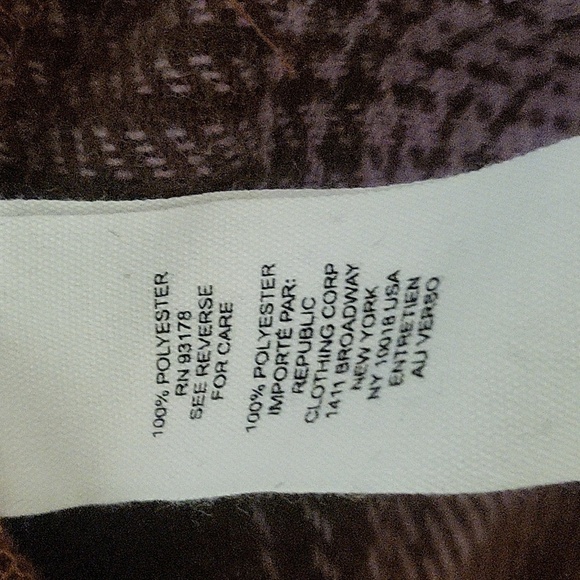 100% POLYESTER
RN 93178
SEE REVERSE
FOR CARE
100% POLYESTER
IMPORTÉ PAR:
REPUBLIC
CLOTHING CORP
1411 BROADWAY
NEW YORK
NY 10018 USA
ENTRETIEN
AU VERSO